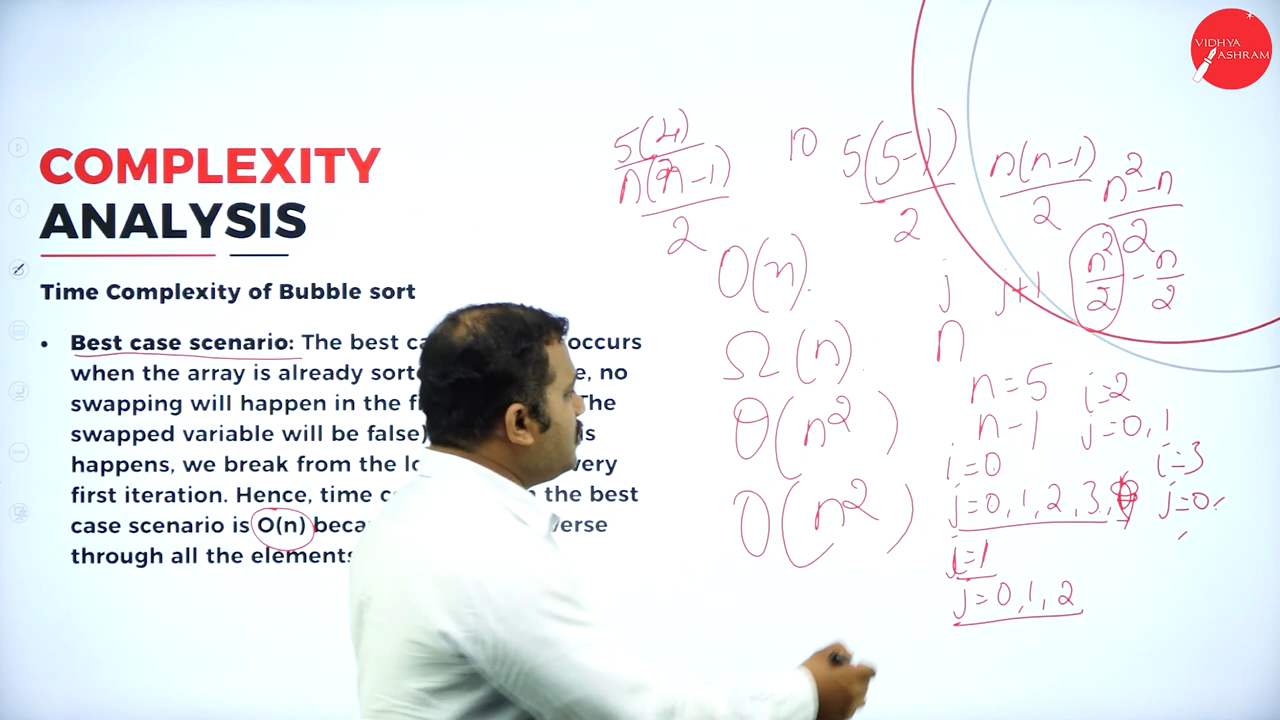 VIDHYA
ASHRAM
COMPLEXITY
ANALYSIS
Time Complexity of Bubble sort
• Best case scenario: The best ca occurs
when the array is already sort e, no
swapping will happen in the fi The
swapped variable will be false) is
happens, we break from the lo very
first iteration. Hence, time c the best
case scenario is O(n) beca verse
through all the elements
5(4)
n(n-1)
2
10
5(5-1)
2
n(n-1)
2
n²-n
2
n²/2 - n/2
O(n).
j j+1
Ω(n).
n
n=5
i=2
θ(n²)
n-1
j=0,1
i=0
i=3
O(n²)
j=0,1,2,3,
j=0,
i=1
j=0,1,2